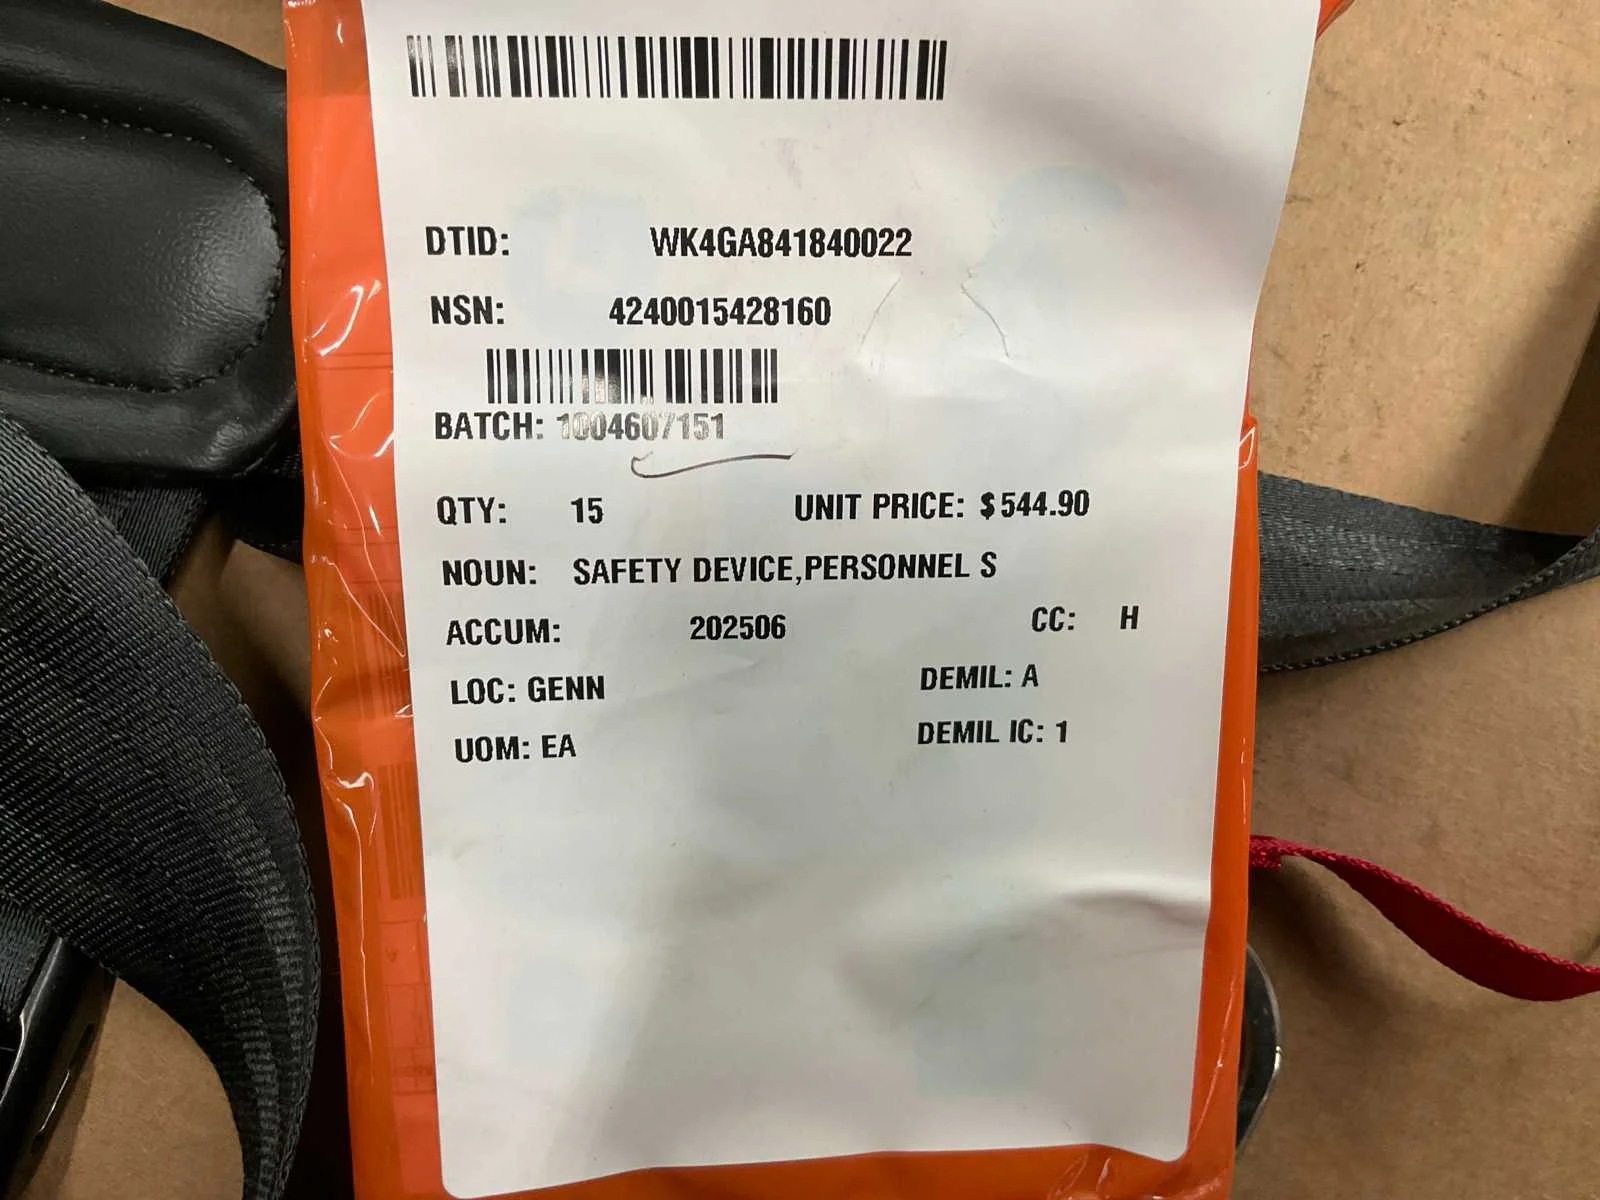 DTID: WK4GA841840022
NSN: 4240015428160
BATCH: 1004607151
QTY: 15 UNIT PRICE: $544.90
NOUN: SAFETY DEVICE,PERSONNEL S
ACCUM: 202506 CC: H
LOC: GENN DEMIL: A
UOM: EA DEMIL IC: 1